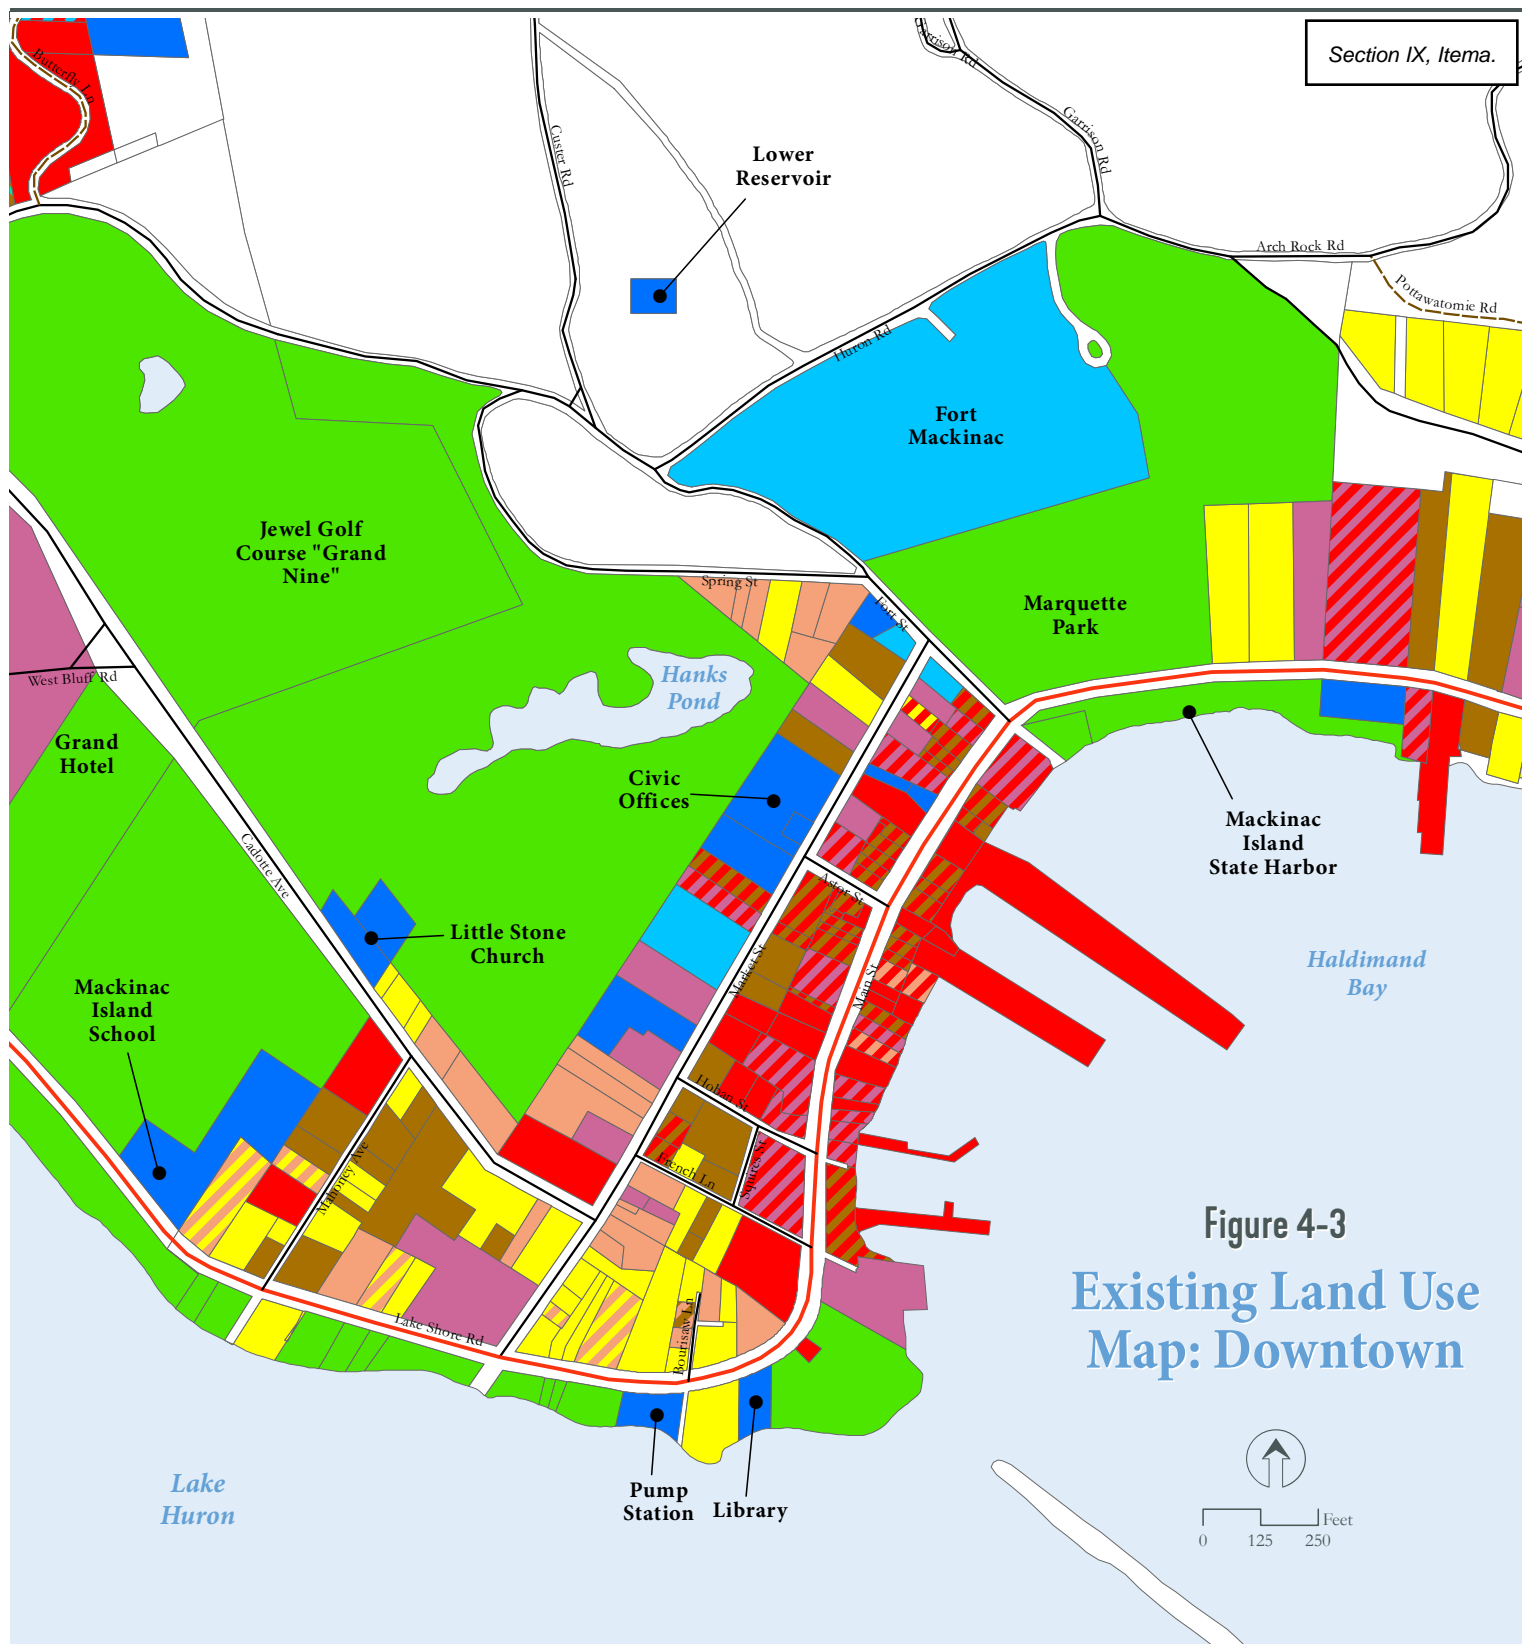 Section IX, Itema.
Butterfly Ln
Garrison Rd
Custer Rd
Garrison Rd
Lower
Reservoir
Arch Rock Rd
Pottawatomie Rd
Huron Rd
Fort
Mackinac
Jewel Golf
Course "Grand
Nine"
Spring St
Fort St
Marquette
Park
West Bluff Rd
Hanks
Pond
Grand
Hotel
Civic
Offices
Mackinac
Island
State Harbor
Cadotte Ave
Astor St
Little Stone
Church
Market St
Main St
Haldimand
Bay
Mackinac
Island
School
Hoban St
Mahoney Ave
French Ln
Squires St
Figure 4-3
Existing Land Use
Map: Downtown
Lake Shore Rd
Bourisaw Ln
Lake
Huron
Pump
Station
Library
Feet
0 125 250